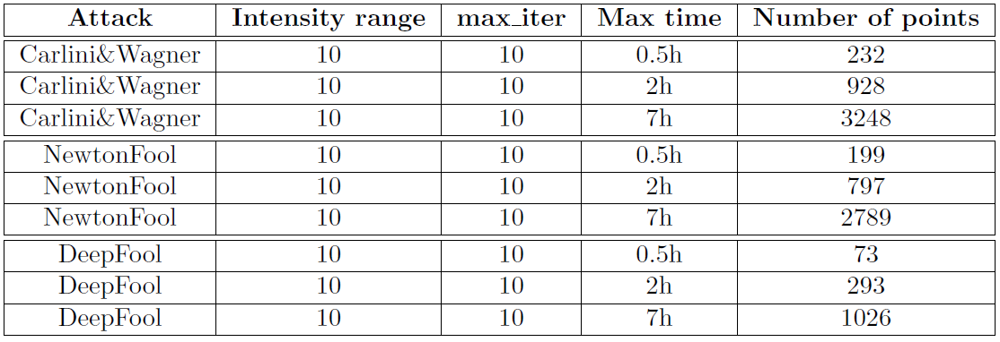 Attack Intensity range max_iter Max time Number of points
Carlini&Wagner 10 10 0.5h 232
Carlini&Wagner 10 10 2h 928
Carlini&Wagner 10 10 7h 3248
NewtonFool 10 10 0.5h 199
NewtonFool 10 10 2h 797
NewtonFool 10 10 7h 2789
DeepFool 10 10 0.5h 73
DeepFool 10 10 2h 293
DeepFool 10 10 7h 1026